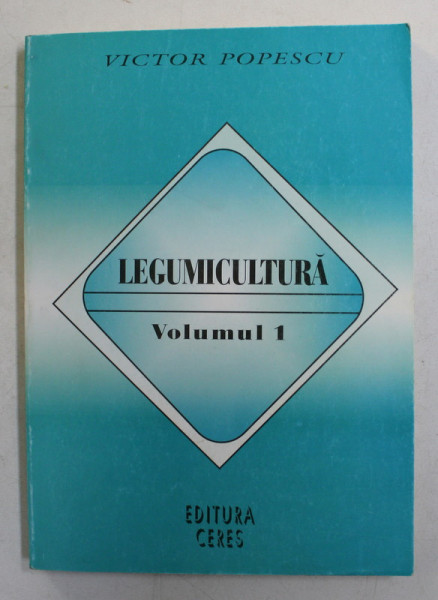 VICTOR POPESCU
LEGUMICULTURĂ
Volumul 1
EDITURA
CERES